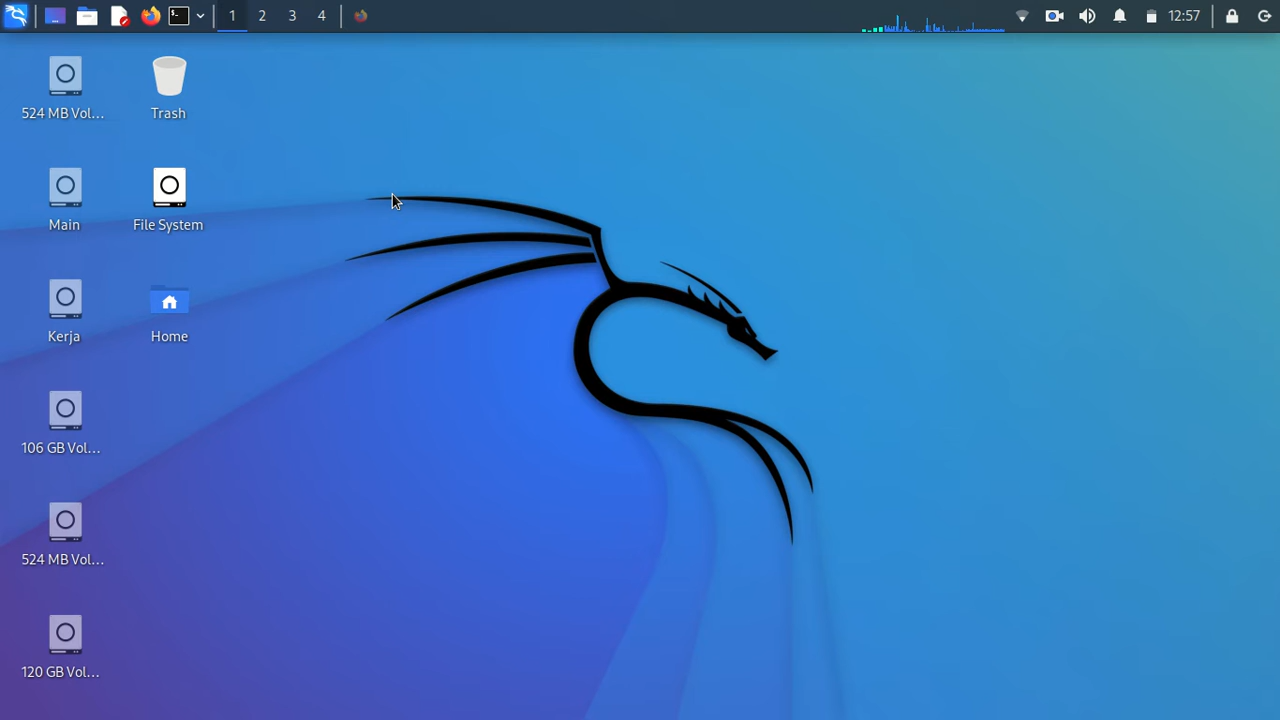 1 2 3 4 12:57
524 MB Vol... Trash
Main File System
Kerja Home
106 GB Vol...
524 MB Vol...
120 GB Vol...